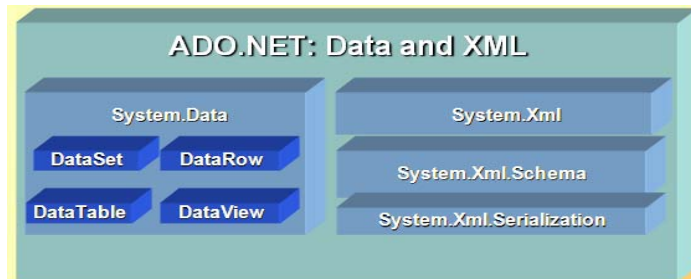 ADO.NET: Data and XML
System.Data
DataSet DataRow
DataTable DataView
System.Xml
System.Xml.Schema
System.Xml.Serialization